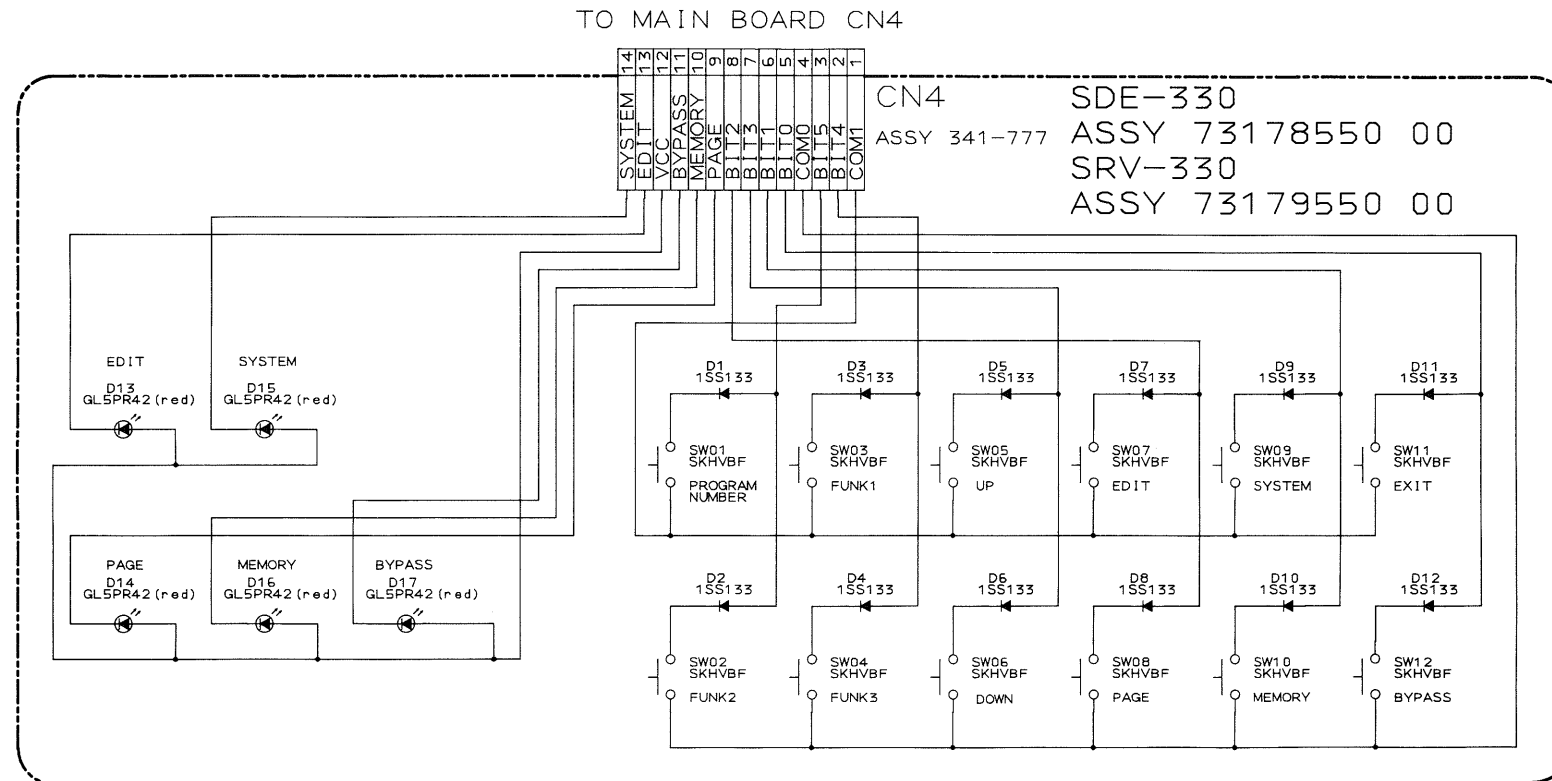 TO MAIN BOARD CN4
14 13 12 11 10 9 8 7 6 5 4 3 2 1
SYSTEM EDIT VCC BYPASS MEMORY PAGE BIT2 BIT3 BIT1 BIT0 COM0 BIT5 BIT4 COM1
CN4
ASSY 341-777
SDE-330
ASSY 73178550 00
SRV-330
ASSY 73179550 00
EDIT
D13
GL5PR42(red)
SYSTEM
D15
GL5PR42(red)
PAGE
D14
GL5PR42(red)
MEMORY
D16
GL5PR42(red)
BYPASS
D17
GL5PR42(red)
D1
1SS133
D3
1SS133
D5
1SS133
D7
1SS133
D9
1SS133
D11
1SS133
SW01
SKHVBF
PROGRAM
NUMBER
SW03
SKHVBF
FUNK1
SW05
SKHVBF
UP
SW07
SKHVBF
EDIT
SW09
SKHVBF
SYSTEM
SW11
SKHVBF
EXIT
D2
1SS133
D4
1SS133
D6
1SS133
D8
1SS133
D10
1SS133
D12
1SS133
SW02
SKHVBF
FUNK2
SW04
SKHVBF
FUNK3
SW06
SKHVBF
DOWN
SW08
SKHVBF
PAGE
SW10
SKHVBF
MEMORY
SW12
SKHVBF
BYPASS